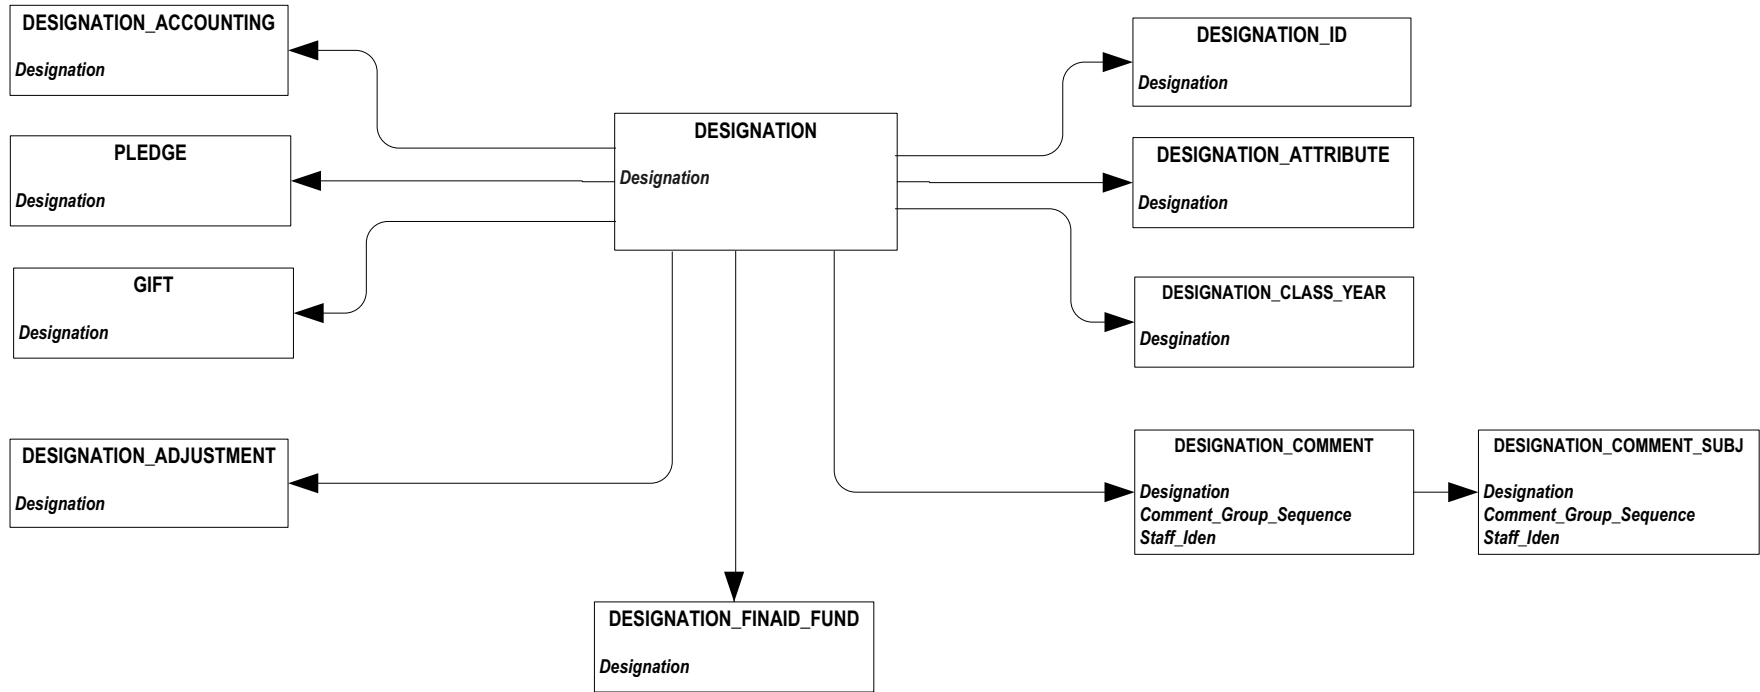 DESIGNATION_ACCOUNTING
Designation
PLEDGE
Designation
GIFT
Designation
DESIGNATION_ADJUSTMENT
Designation
DESIGNATION
Designation
DESIGNATION_FINAID_FUND
Designation
DESIGNATION_ID
Designation
DESIGNATION_ATTRIBUTE
Designation
DESIGNATION_CLASS_YEAR
Desgination
DESIGNATION_COMMENT
Designation
Comment_Group_Sequence
Staff_Iden
DESIGNATION_COMMENT_SUBJ
Designation
Comment_Group_Sequence
Staff_Iden